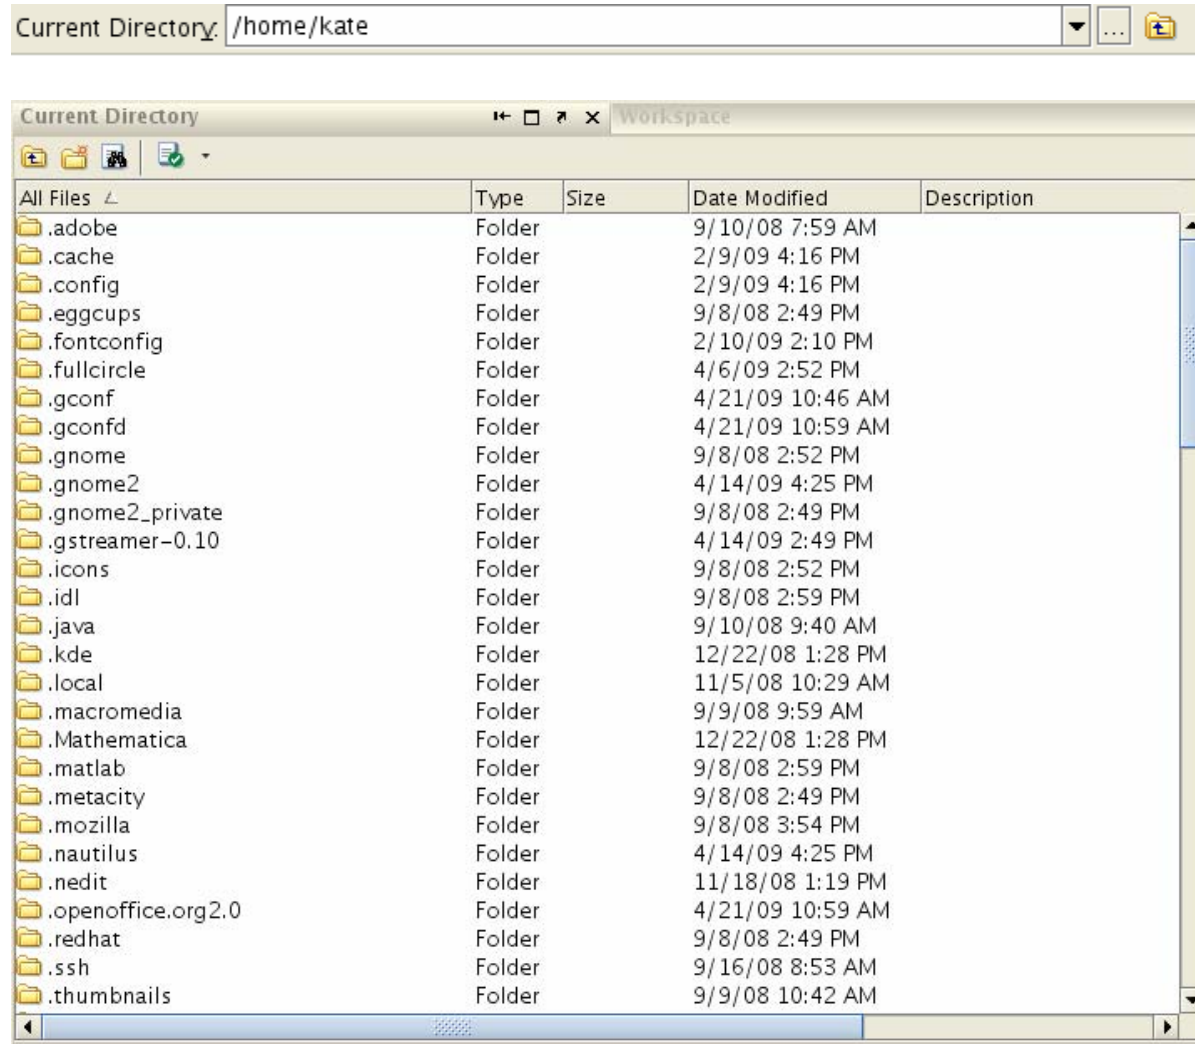 Current Directory: /home/kate ...
Current Directory Workspace
All Files Type Size Date Modified Description
.adobe Folder 9/10/08 7:59 AM
.cache Folder 2/9/09 4:16 PM
.config Folder 2/9/09 4:16 PM
.eggcups Folder 9/8/08 2:49 PM
.fontconfig Folder 2/10/09 2:10 PM
.fullcircle Folder 4/6/09 2:52 PM
.gconf Folder 4/21/09 10:46 AM
.gconfd Folder 4/21/09 10:59 AM
.gnome Folder 9/8/08 2:52 PM
.gnome2 Folder 4/14/09 4:25 PM
.gnome2_private Folder 9/8/08 2:49 PM
.gstreamer-0.10 Folder 4/14/09 2:49 PM
.icons Folder 9/8/08 2:52 PM
.idl Folder 9/8/08 2:59 PM
.java Folder 9/10/08 9:40 AM
.kde Folder 12/22/08 1:28 PM
.local Folder 11/5/08 10:29 AM
.macromedia Folder 9/9/08 9:59 AM
.Mathematica Folder 12/22/08 1:28 PM
.matlab Folder 9/8/08 2:59 PM
.metacity Folder 9/8/08 2:49 PM
.mozilla Folder 9/8/08 3:54 PM
.nautilus Folder 4/14/09 4:25 PM
.nedit Folder 11/18/08 1:19 PM
.openoffice.org2.0 Folder 4/21/09 10:59 AM
.redhat Folder 9/8/08 2:49 PM
.ssh Folder 9/16/08 8:53 AM
.thumbnails Folder 9/9/08 10:42 AM